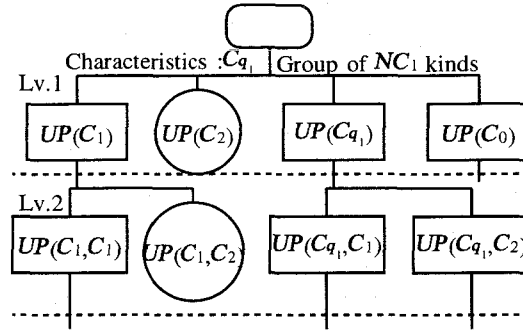 Characteristics :Cq₁ Group of NC₁ kinds
Lv.1
UP(C₁) UP(C₂) UP(Cq₁) UP(C₀)
Lv.2
UP(C₁,C₁) UP(C₁,C₂ UP(Cq₁,C₁) UP(Cq₁,C₂)